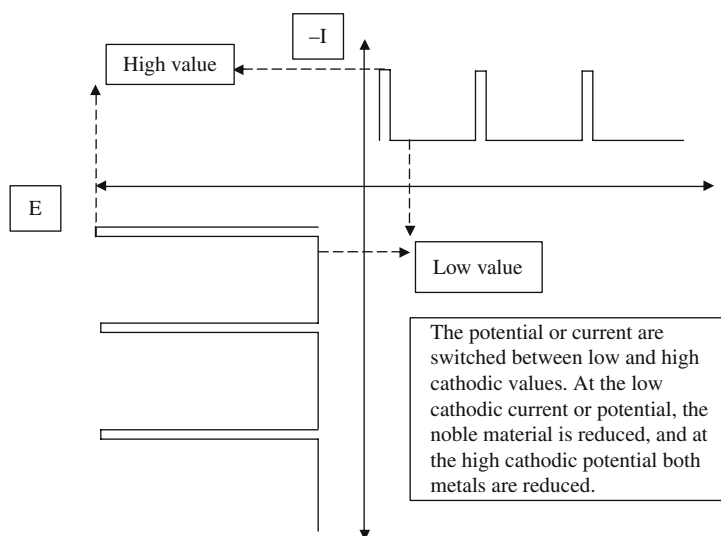 –I
High value
E
Low value
The potential or current are
switched between low and high
cathodic values. At the low
cathodic current or potential, the
noble material is reduced, and at
the high cathodic potential both
metals are reduced.